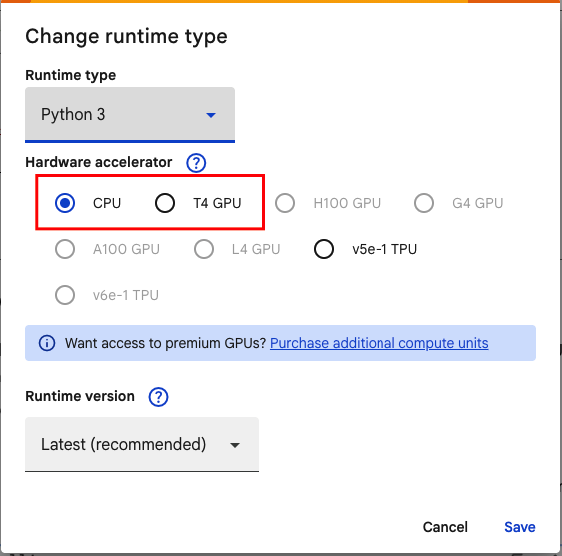 Change runtime type
Runtime type
Python 3
Hardware accelerator ?
CPU T4 GPU H100 GPU G4 GPU
A100 GPU L4 GPU v5e-1 TPU
v6e-1 TPU
Want access to premium GPUs? Purchase additional compute units
Runtime version ?
Latest (recommended)
Cancel Save